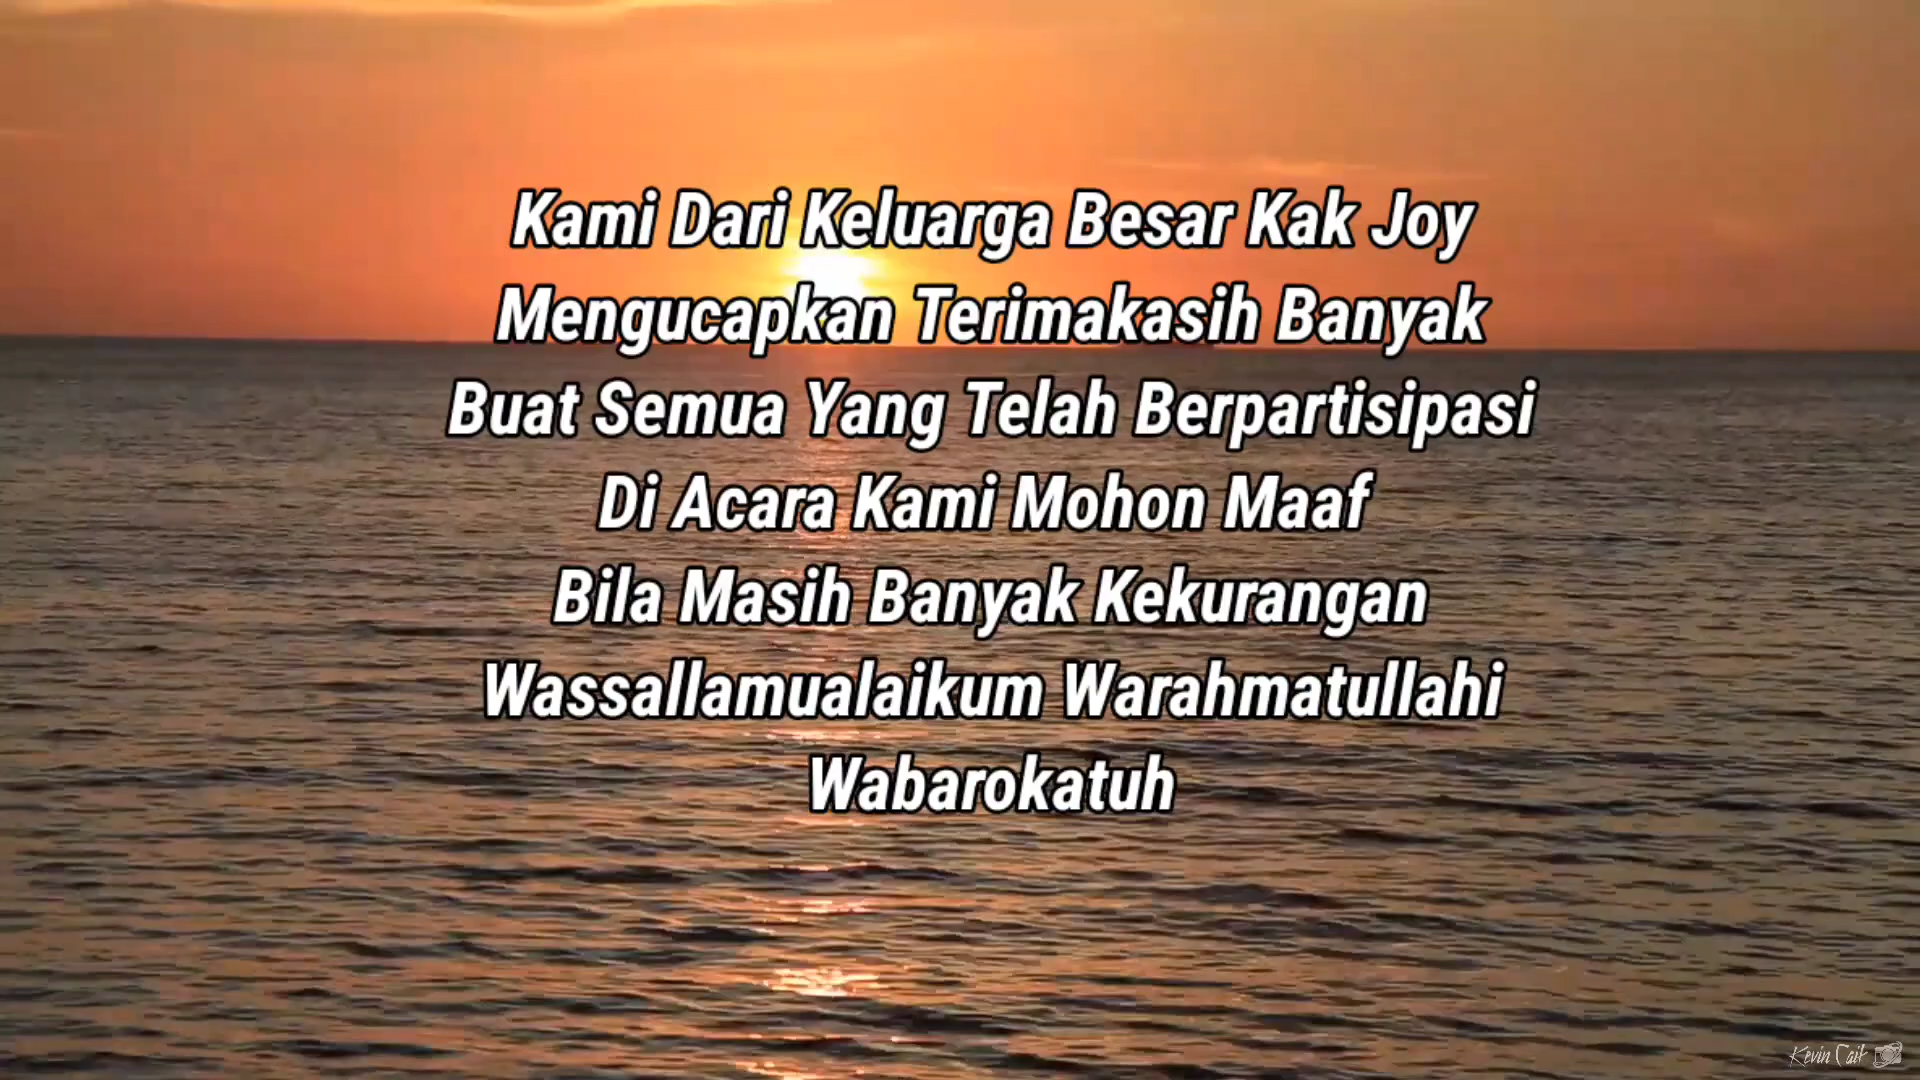 Kami Dari Keluarga Besar Kak Joy
Mengucapkan Terimakasih Banyak
Buat Semua Yang Telah Berpartisipasi
Di Acara Kami Mohon Maaf
Bila Masih Banyak Kekurangan
Wassallamualaikum Warahmatullahi
Wabarokatuh
Kevin